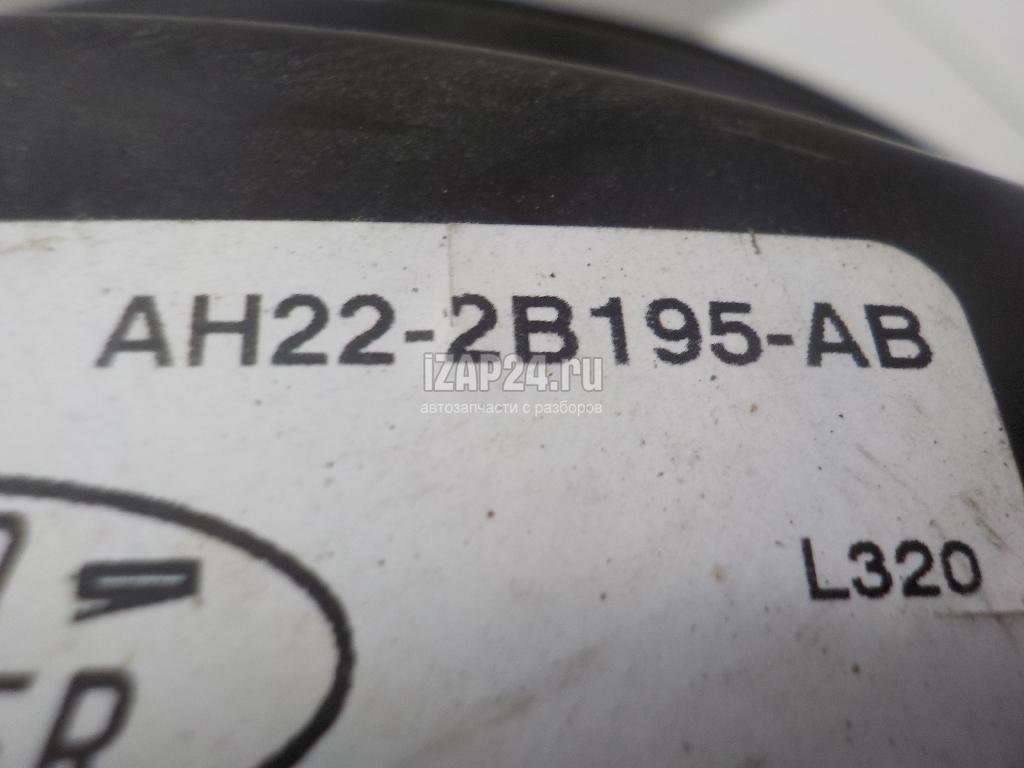 AH22-2B195-AB
iZAP24.ru
автозапчасти с разборов
L320